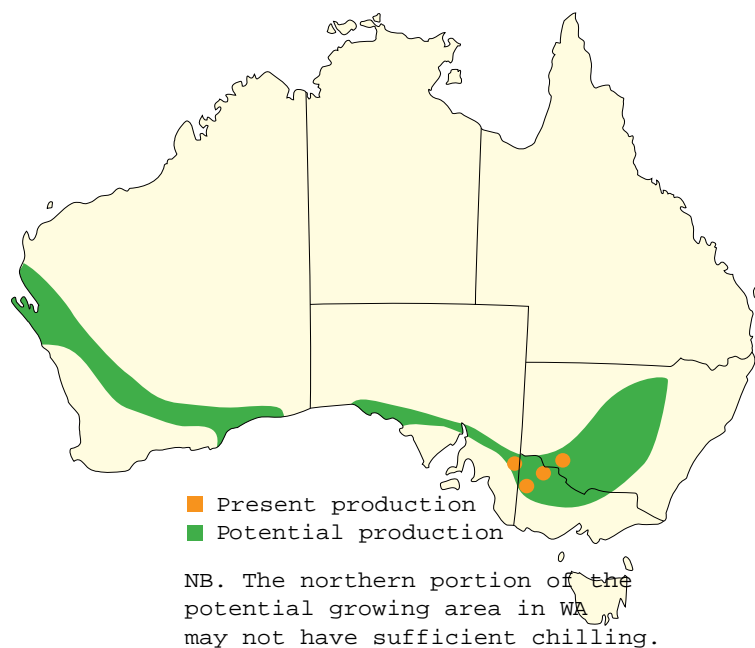 Present production
Potential production
NB. The northern portion of the
potential growing area in WA
may not have sufficient chilling.